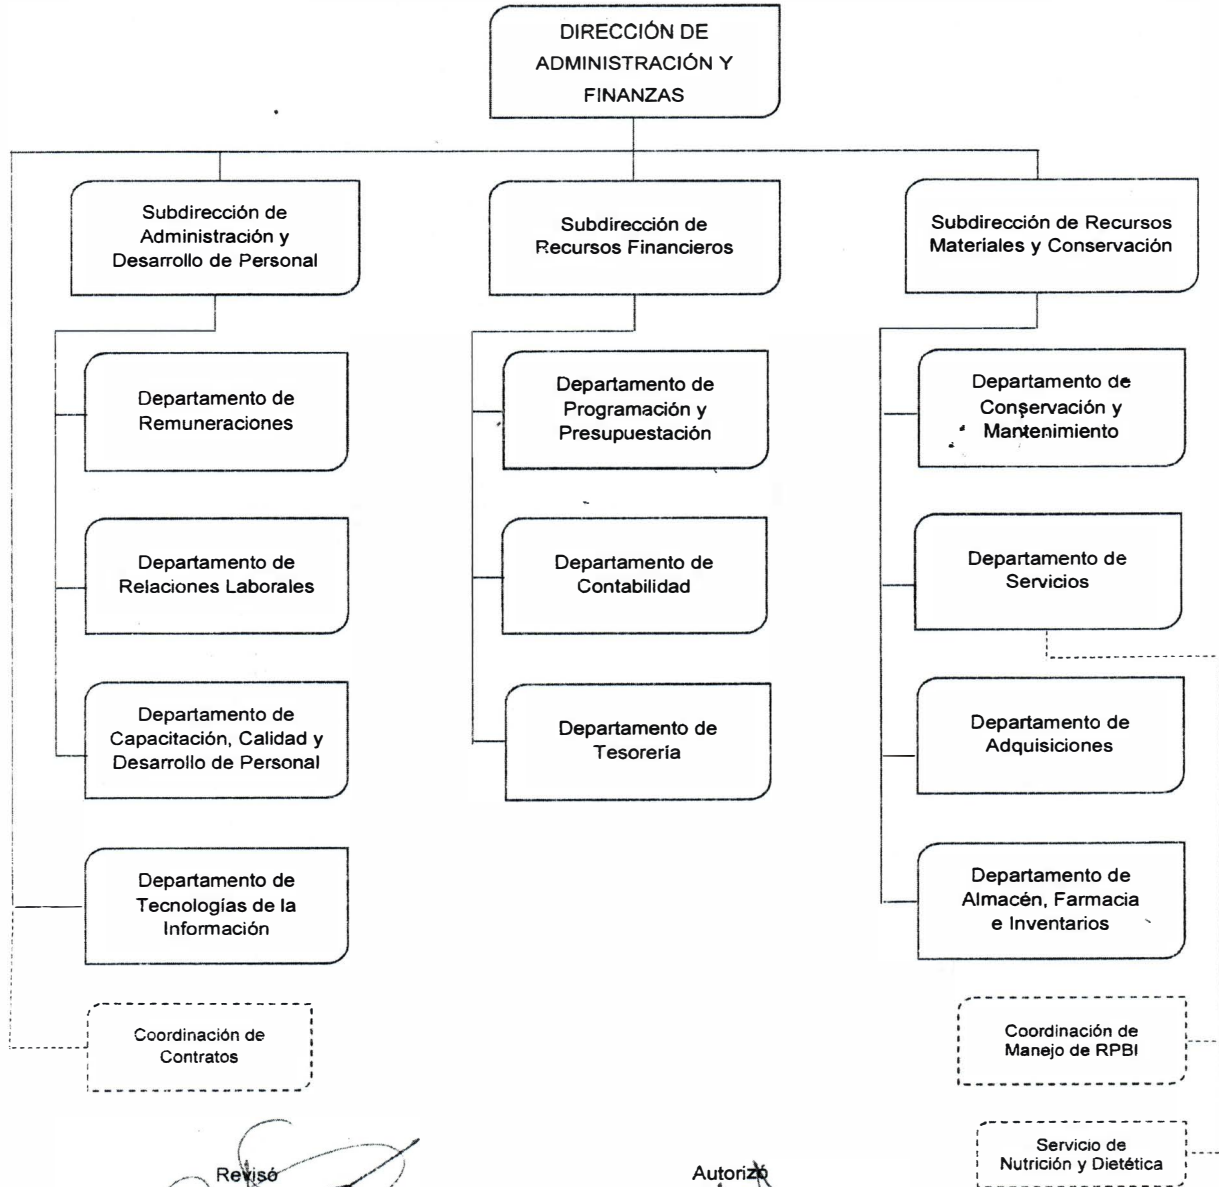 DIRECCIÓN DE
ADMINISTRACIÓN Y
FINANZAS
Subdirección de
Administración y
Desarrollo de Personal
Subdirección de
Recursos Financieros
Subdirección de Recursos
Materiales y Conservación
Departamento de
Remuneraciones
Departamento de
Programación y
Presupuestación
Departamento de
Conservación y
Mantenimiento
Departamento de
Relaciones Laborales
Departamento de
Contabilidad
Departamento de
Servicios
Departamento de
Capacitación, Calidad y
Desarrollo de Personal
Departamento de
Tesorería
Departamento de
Adquisiciones
Departamento de
Tecnologías de la
Información
Departamento de
Almacén, Farmacia
e Inventarios
Coordinación de
Contratos
Coordinación de
Manejo de RPBI
Servicio de
Nutrición y Dietética
Revisó
Autorizó